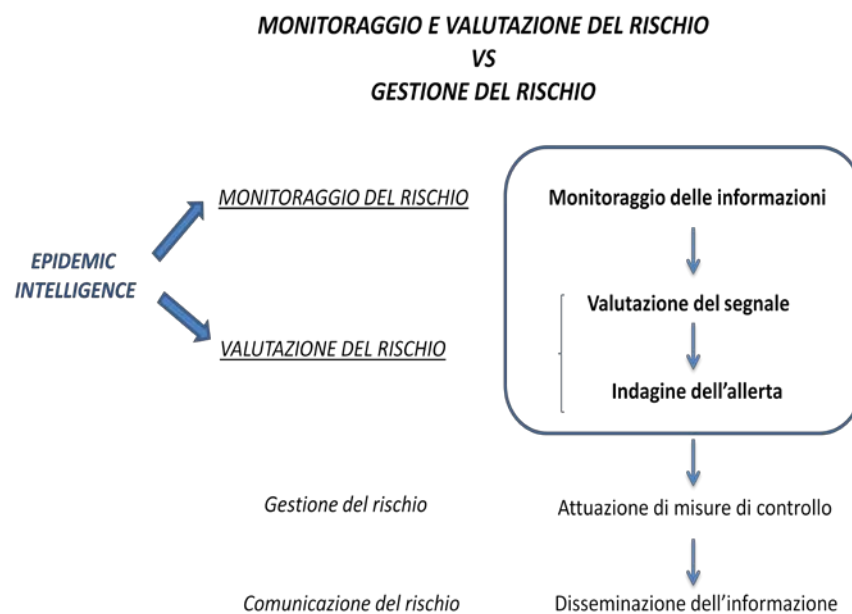 MONITORAGGIO E VALUTAZIONE DEL RISCHIO
VS
GESTIONE DEL RISCHIO
MONITORAGGIO DEL RISCHIO
Monitoraggio delle informazioni
EPIDEMIC
INTELLIGENCE
Valutazione del segnale
VALUTAZIONE DEL RISCHIO
Indagine dell'allerta
Gestione del rischio
Attuazione di misure di controllo
Comunicazione del rischio
Disseminazione dell'informazione